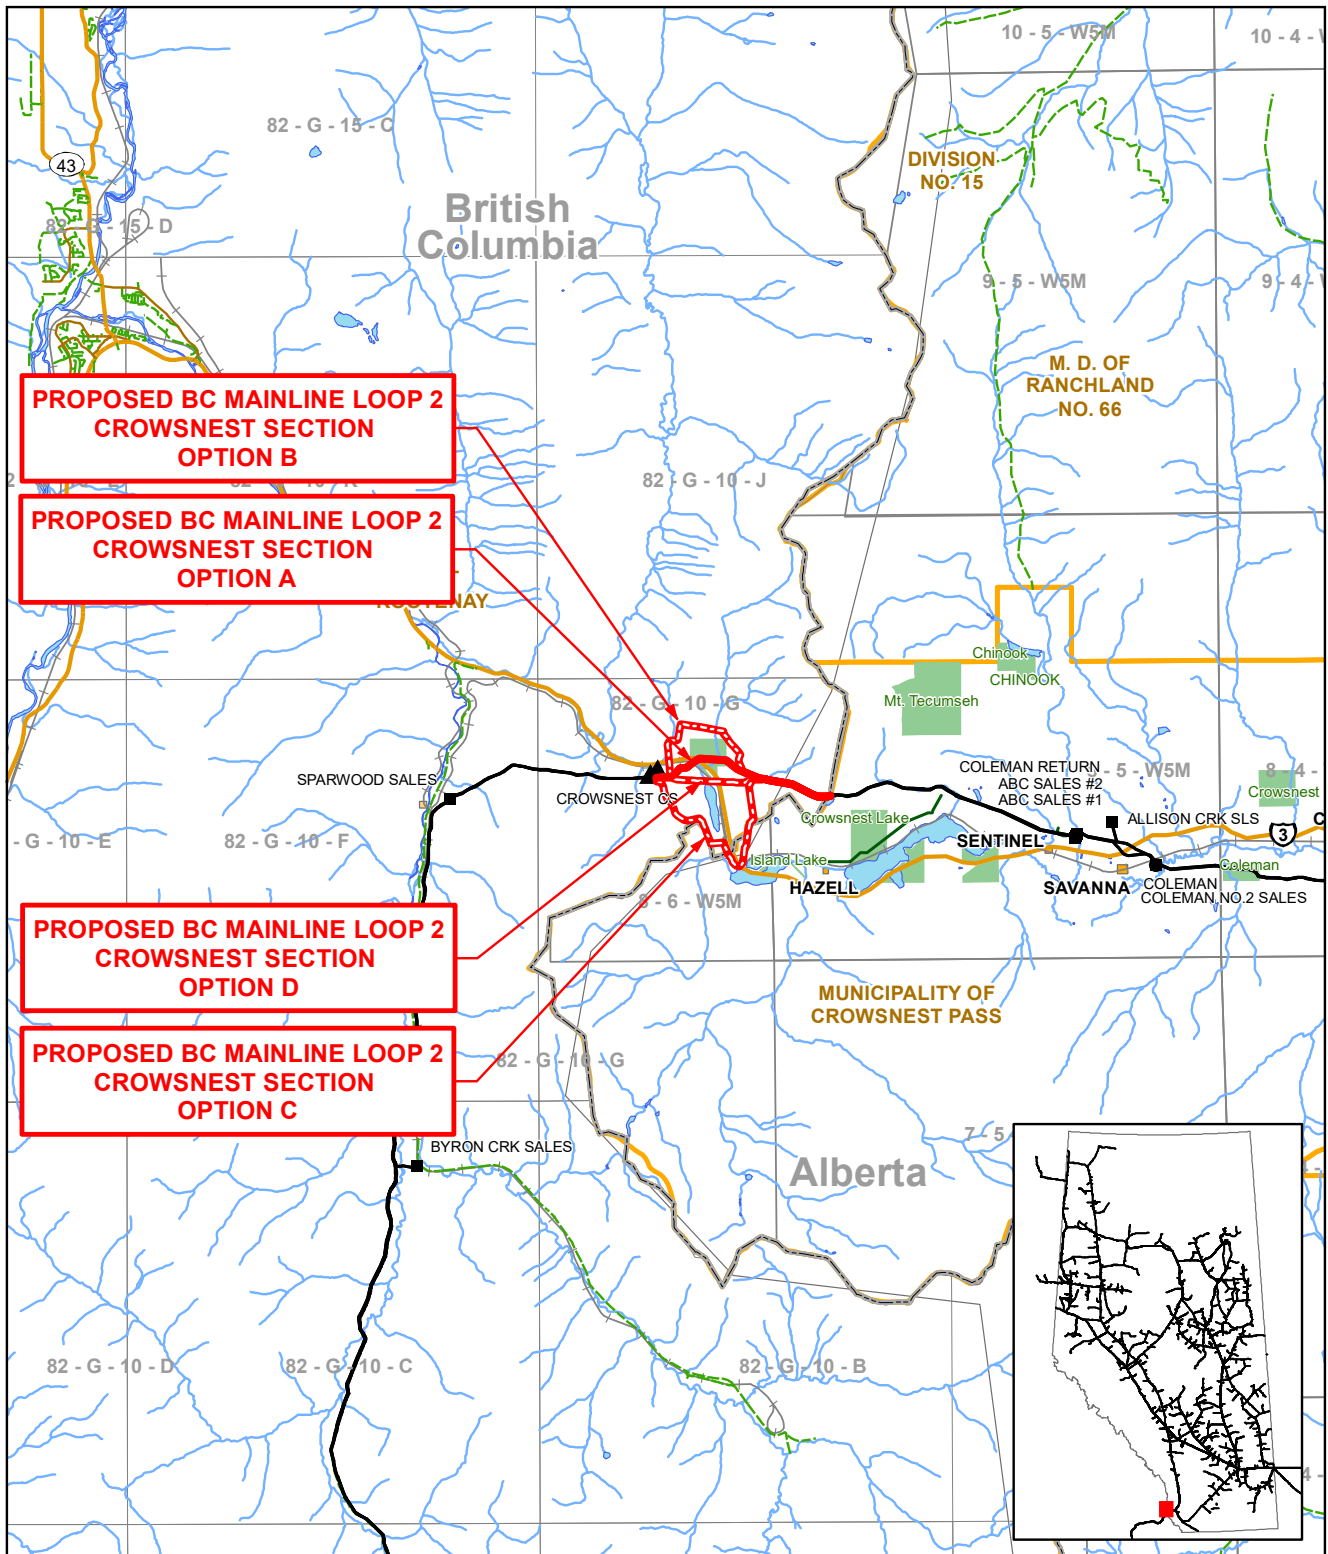 10 - 5 - W5M
10 - 4 -
82 - G - 15 - C
43
DIVISION
NO. 15
British
Columbia
82 - G - 15 - D
9 - 5 - W5M
9 - 4 -
M. D. OF
RANCHLAND
NO. 66
PROPOSED BC MAINLINE LOOP 2
CROWSNEST SECTION
OPTION B
82 - G - 10 - J
PROPOSED BC MAINLINE LOOP 2
CROWSNEST SECTION
OPTION A
Chinook
CHINOOK
82 - G - 10 - G
Mt. Tecumseh
SPARWOOD SALES
CROWSNEST CS
COLEMAN RETURN
ABC SALES #2
ABC SALES #1
5 - W5M
8 - 4 -
Crowsnest
Crowsnest Lake
ALLISON CRK SLS
3
C
- G - 10 - E
82 - G - 10 - F
SENTINEL
Island Lake
HAZELL
SAVANNA
COLEMAN
COLEMAN NO.2 SALES
Coleman
8 - 6 - W5M
PROPOSED BC MAINLINE LOOP 2
CROWSNEST SECTION
OPTION D
MUNICIPALITY OF
CROWSNEST PASS
PROPOSED BC MAINLINE LOOP 2
CROWSNEST SECTION
OPTION C
82 - G - 10 - G
7 - 5
BYRON CRK SALES
Alberta
82 - G - 10 - D
82 - G - 10 - C
82 - G - 10 - B